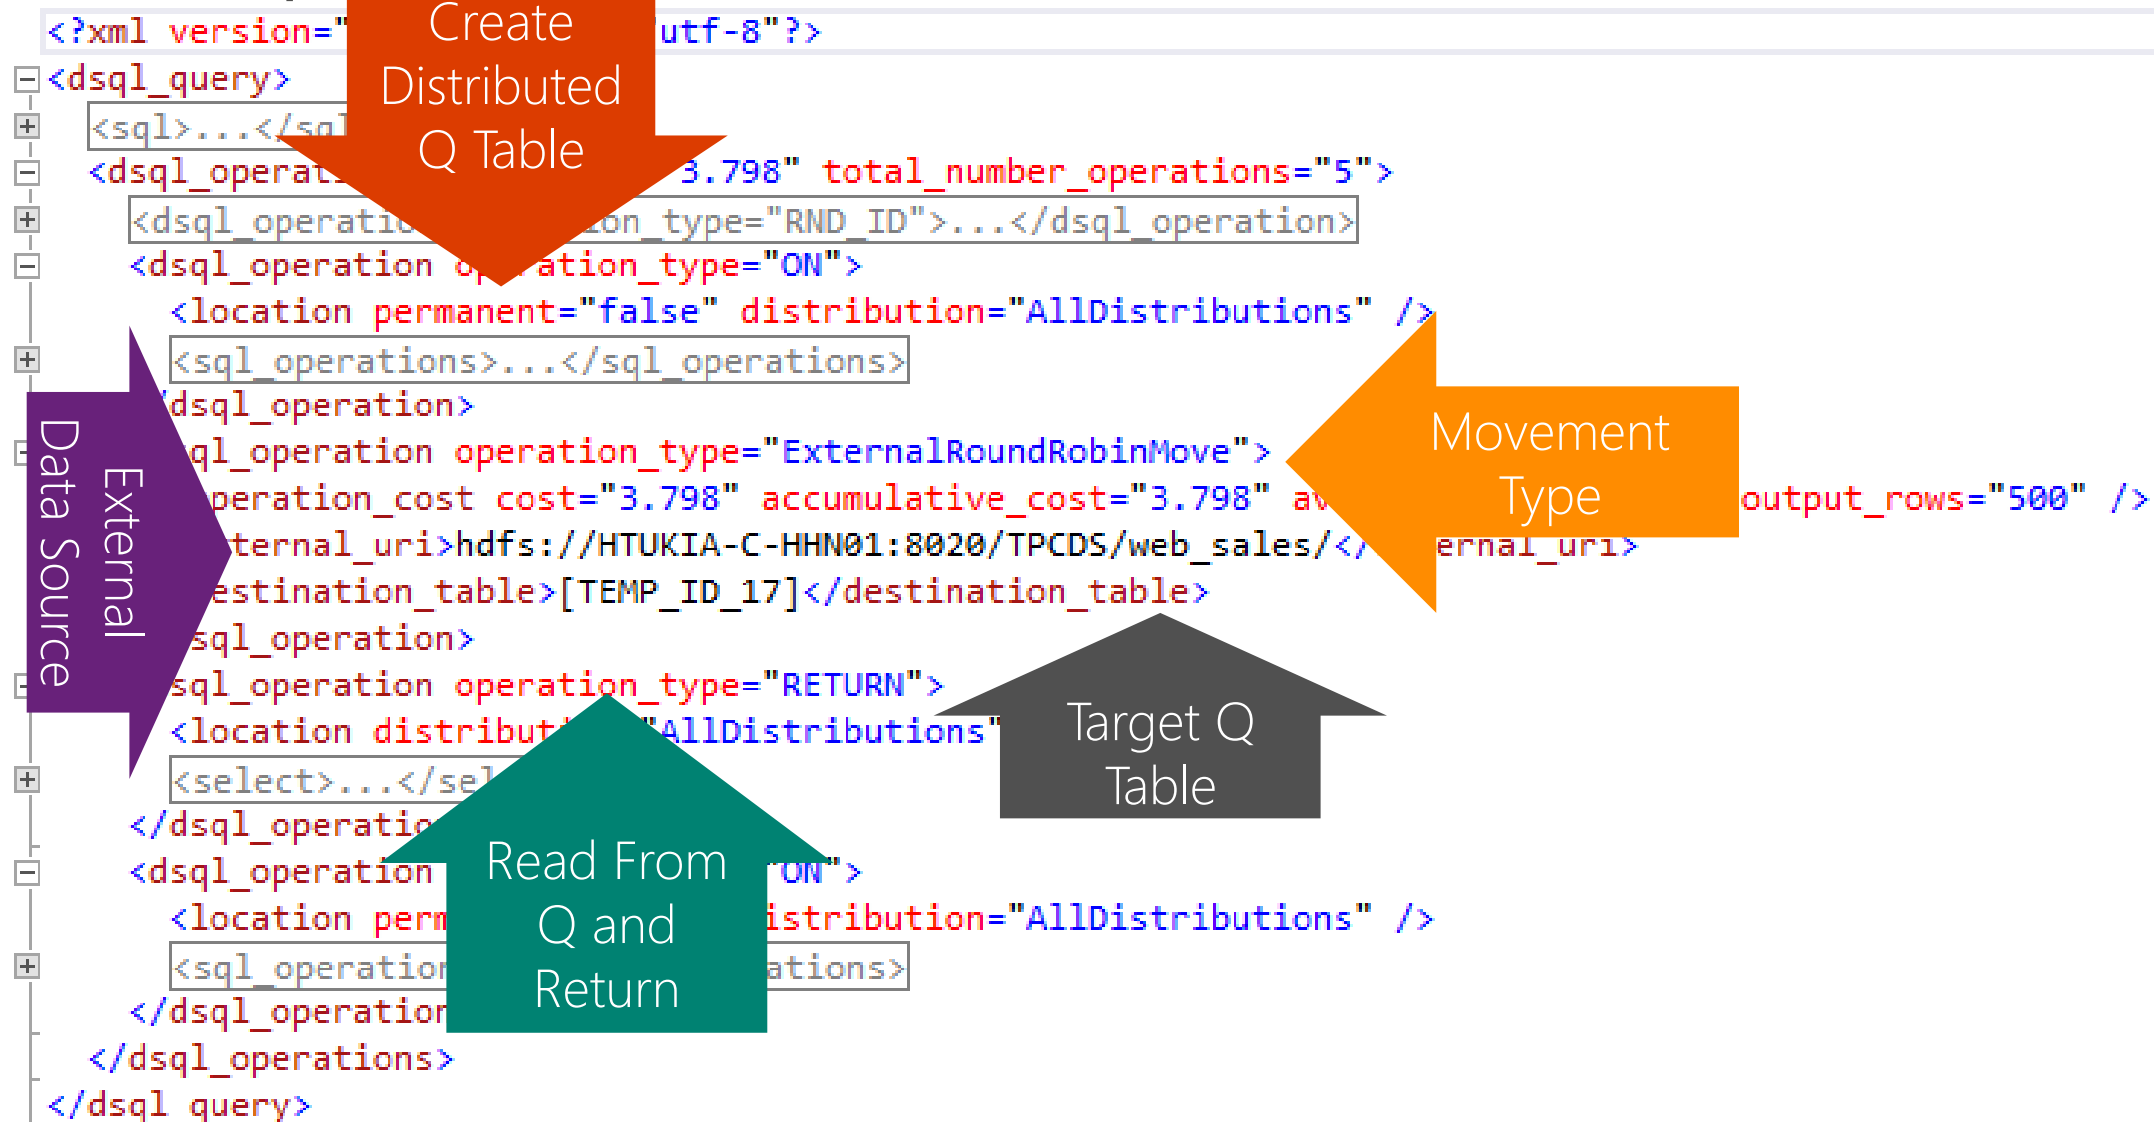 <?xml version=" utf-8"?>
<dsql_query>
<sql>...</sql
<dsql_operat 3.798" total_number_operations="5">
<dsql_operatio on_type="RND_ID">...</dsql_operation>
<dsql_operation operation_type="ON">
<location permanent="false" distribution="AllDistributions" />
<sql_operations>...</sql_operations>
/dsql_operation>
sql_operation operation_type="ExternalRoundRobinMove">
peration_cost cost="3.798" accumulative_cost="3.798" av output_rows="500" />
ternal_uri>hdfs://HTUKIA-C-HHN01:8020/TPCDS/web_sales/</ ernal_uri>
estination_table>[TEMP_ID_17]</destination_table>
sql_operation>
sql_operation operation_type="RETURN">
<location distribut "AllDistributions"
<select>...</sel
</dsql_operatio
<dsql_operation "ON">
<location perm istribution="AllDistributions" />
<sql_operation ations>
</dsql_operation
</dsql_operations>
</dsql_query>
Create
Distributed
Q Table
External
Data Source
Movement
Type
Target Q
Table
Read From
Q and
Return